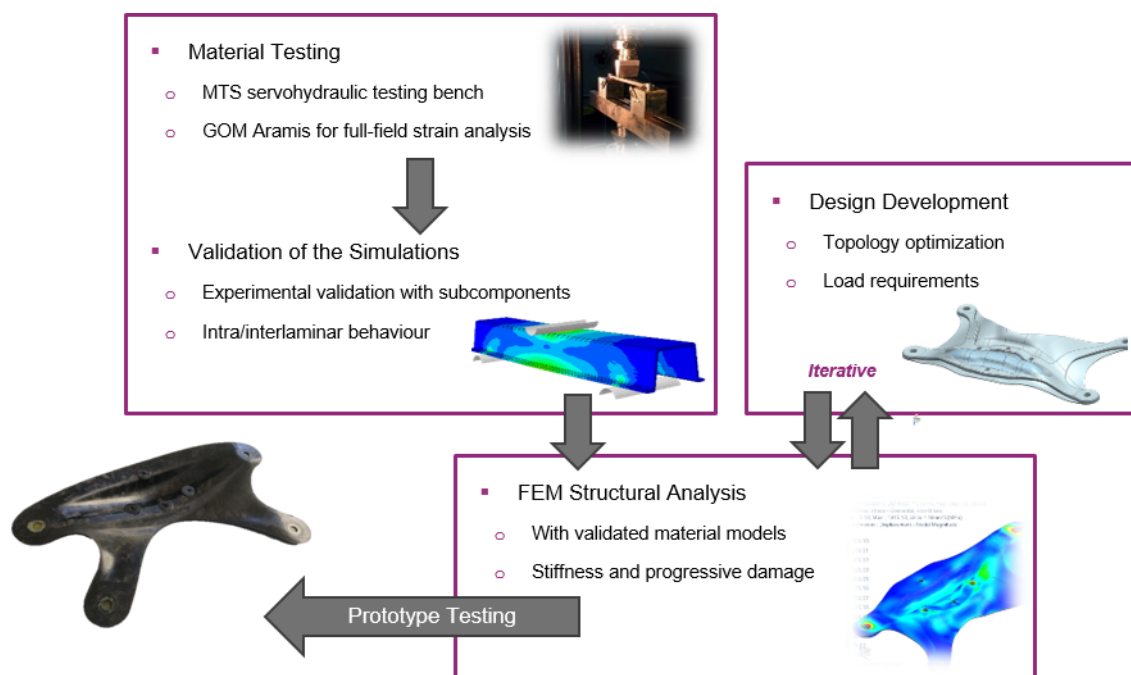 Material Testing
MTS servohydraulic testing bench
GOM Aramis for full-field strain analysis
Validation of the Simulations
Experimental validation with subcomponents
Intra/interlaminar behaviour
Design Development
Topology optimization
Load requirements
Iterative
FEM Structural Analysis
With validated material models
Stiffness and progressive damage
Prototype Testing